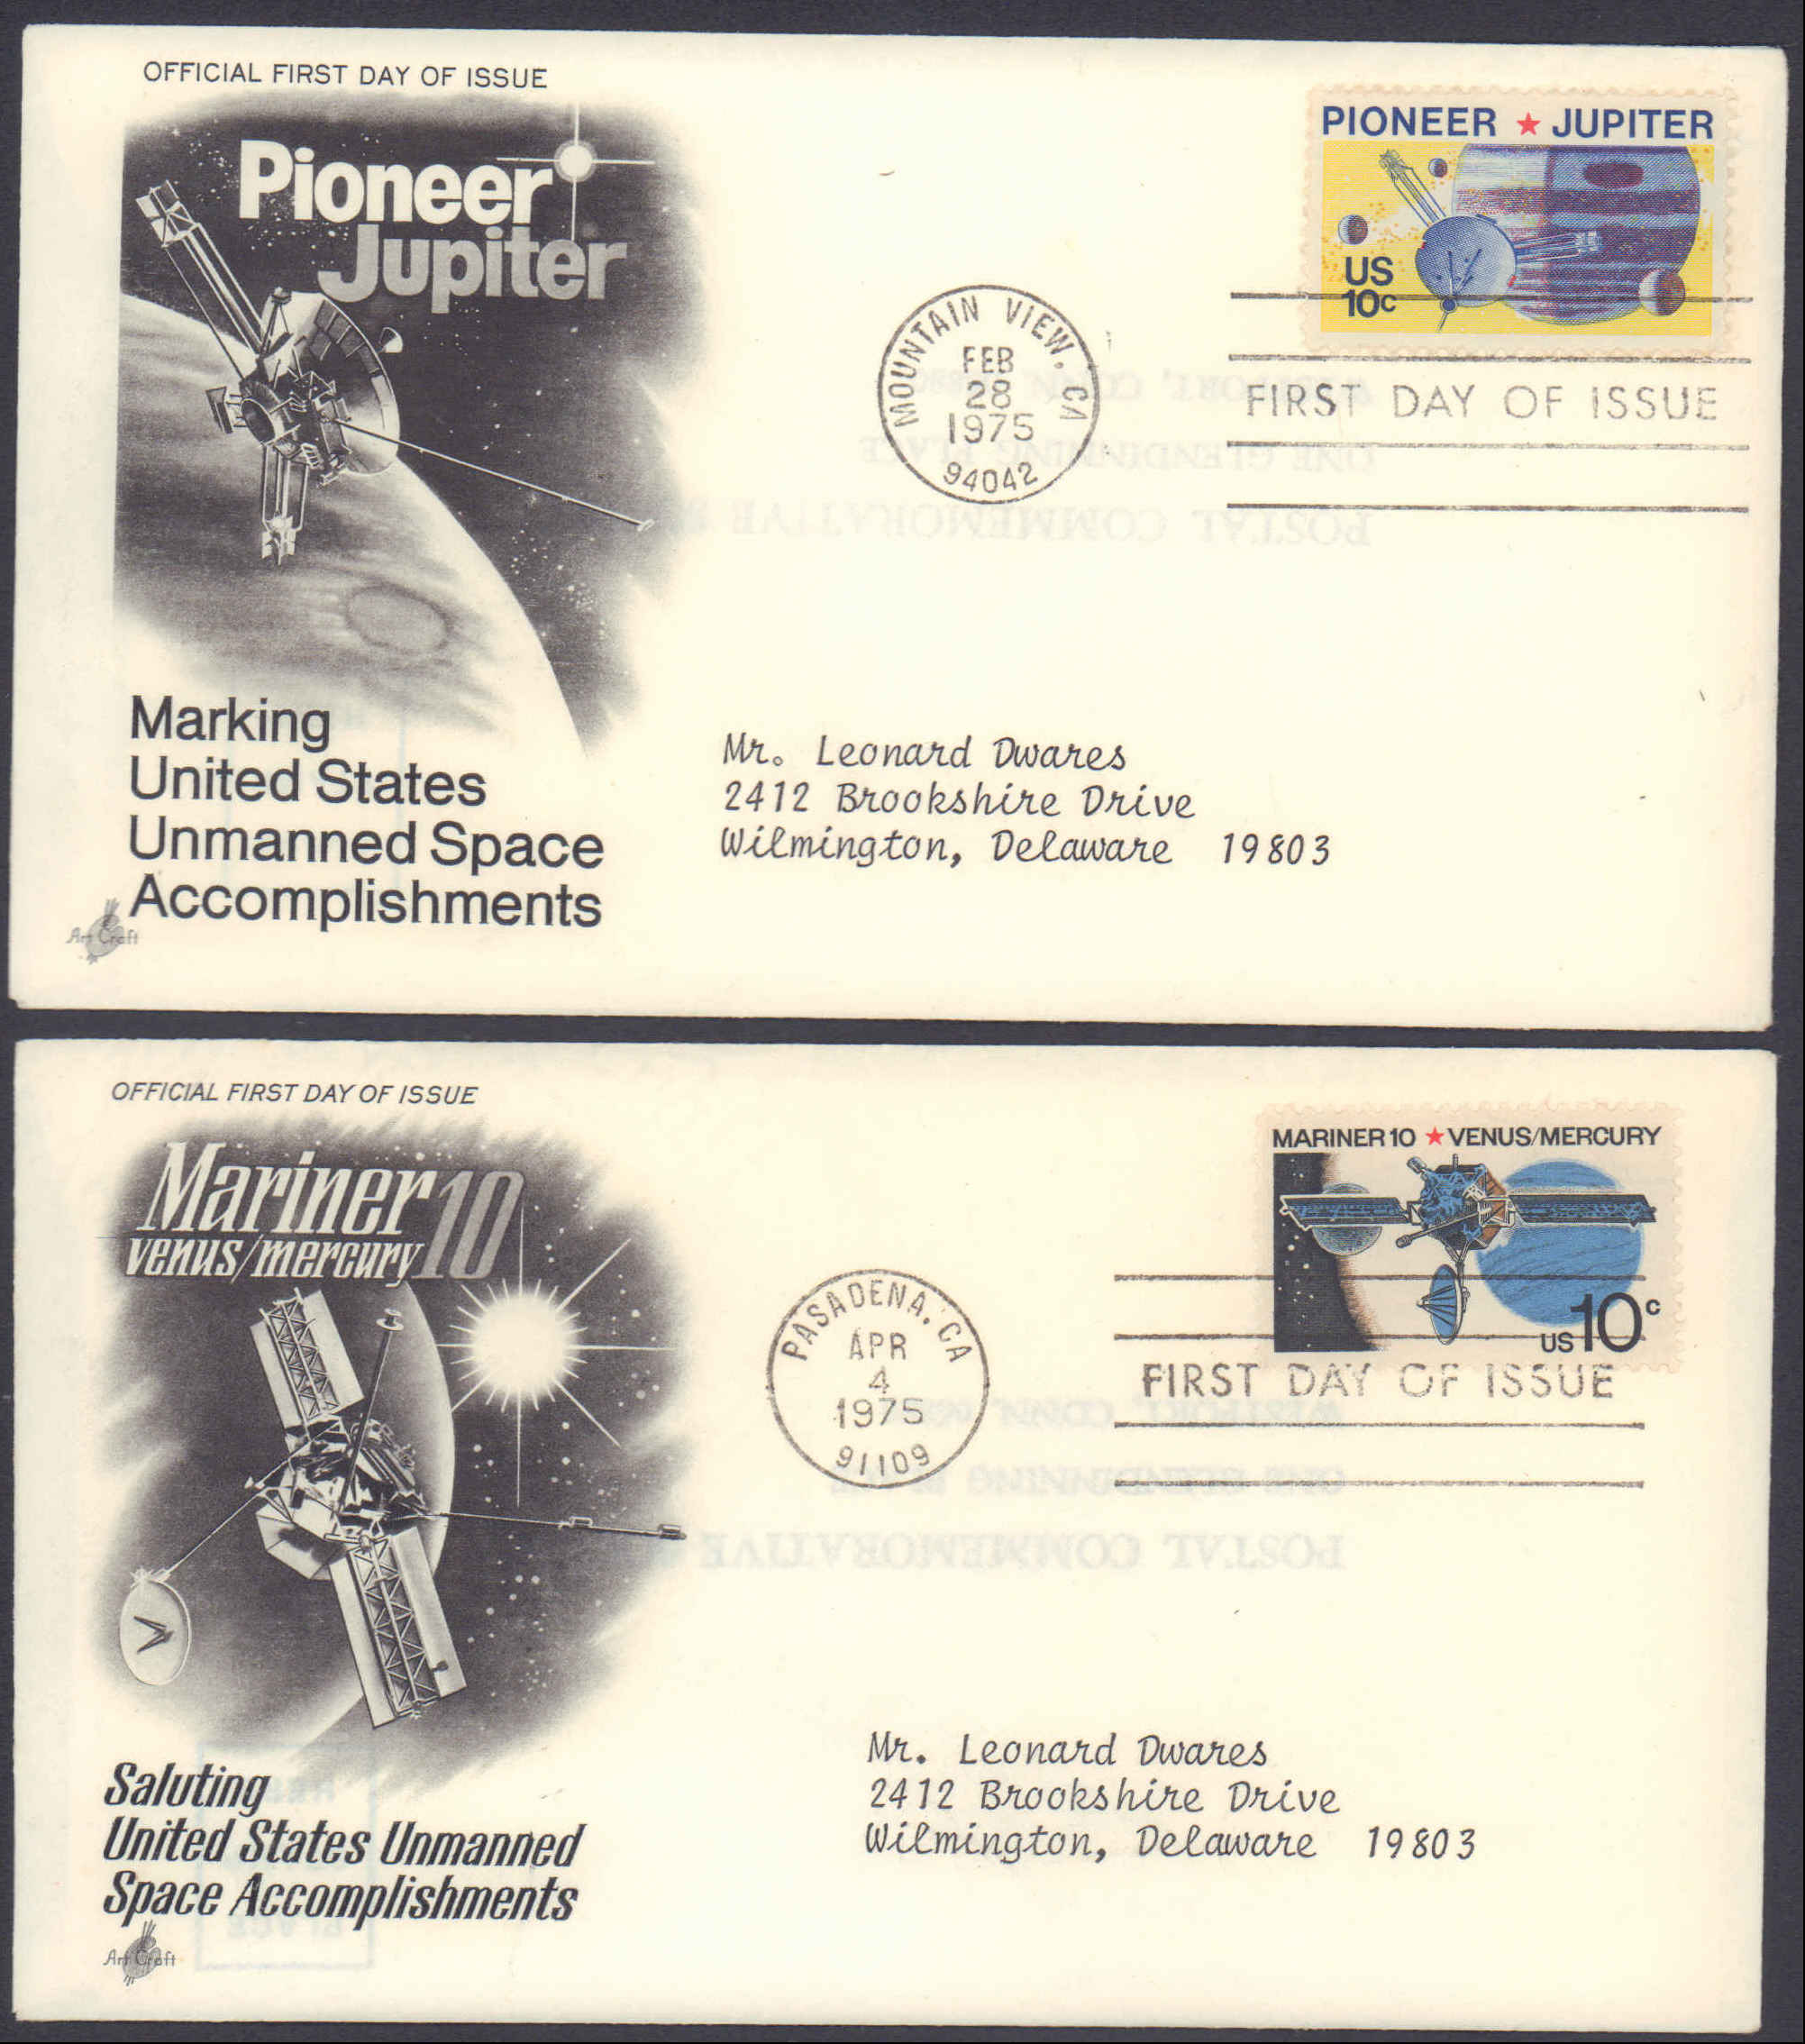 OFFICIAL FIRST DAY OF ISSUE
Pioneer
Jupiter
PIONEER ★ JUPITER
US
10c
MOUNTAIN VIEW, CA
FEB
28
1975
94042
FIRST DAY OF ISSUE
Marking
United States
Unmanned Space
Accomplishments
Art Craft
Mr. Leonard Dwares
2412 Brookshire Drive
Wilmington, Delaware 19803
OFFICIAL FIRST DAY OF ISSUE
Mariner 10
venus/mercury
MARINER 10 ★ VENUS/MERCURY
US 10c
PASADENA, CA
APR
4
1975
91109
FIRST DAY OF ISSUE
Saluting
United States Unmanned
Space Accomplishments
Art Craft
Mr. Leonard Dwares
2412 Brookshire Drive
Wilmington, Delaware 19803